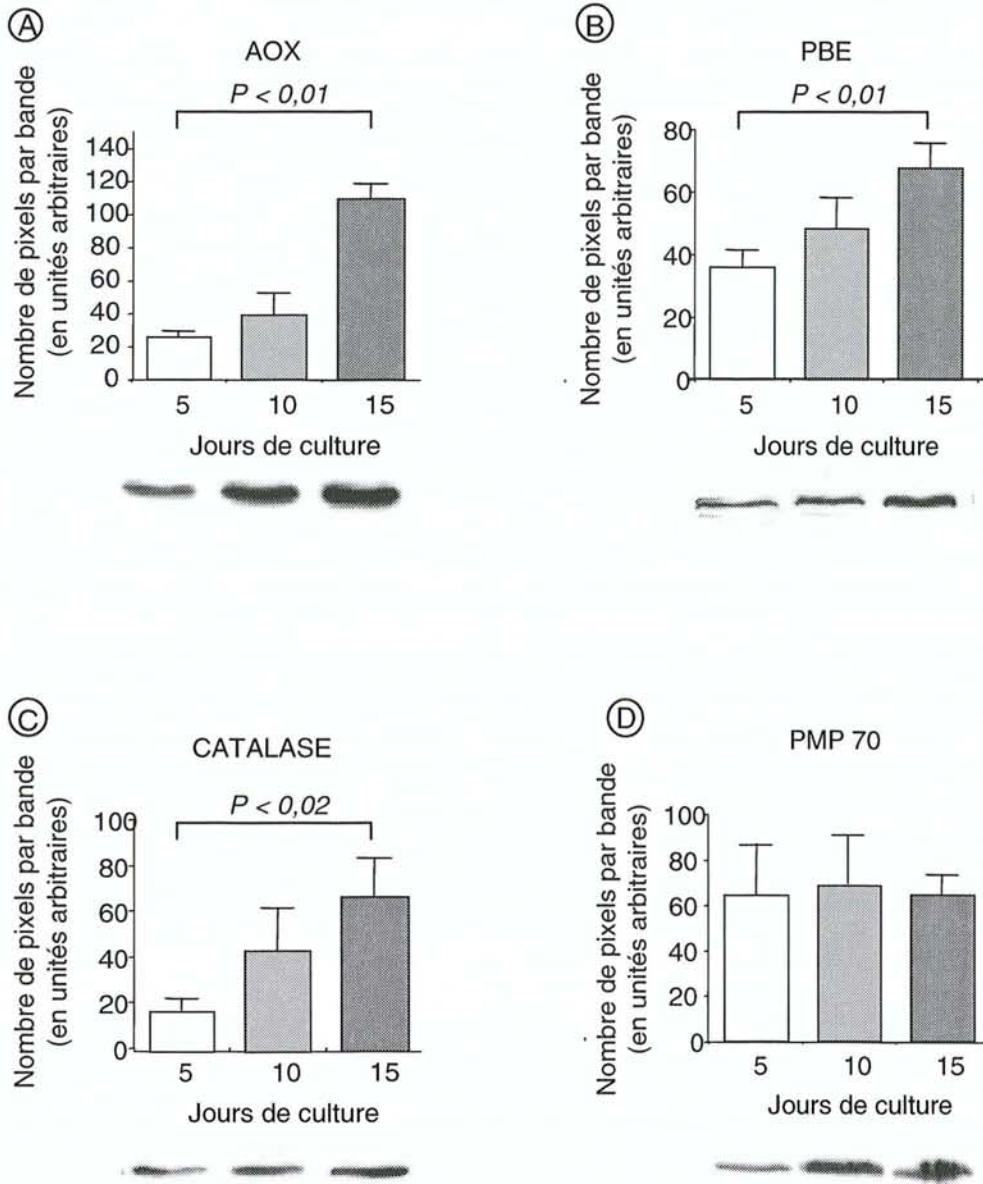 A
AOX
P < 0,01
Nombre de pixels par bande
(en unités arbitraires)
140
120
100
80
60
40
20
0
5 10 15
Jours de culture
B
PBE
P < 0,01
Nombre de pixels par bande
(en unités arbitraires)
80
60
40
20
0
5 10 15
Jours de culture
C
CATALASE
P < 0,02
Nombre de pixels par bande
(en unités arbitraires)
100
80
60
40
20
0
5 10 15
Jours de culture
D
PMP 70
Nombre de pixels par bande
(en unités arbitraires)
100
80
60
40
20
0
5 10 15
Jours de culture